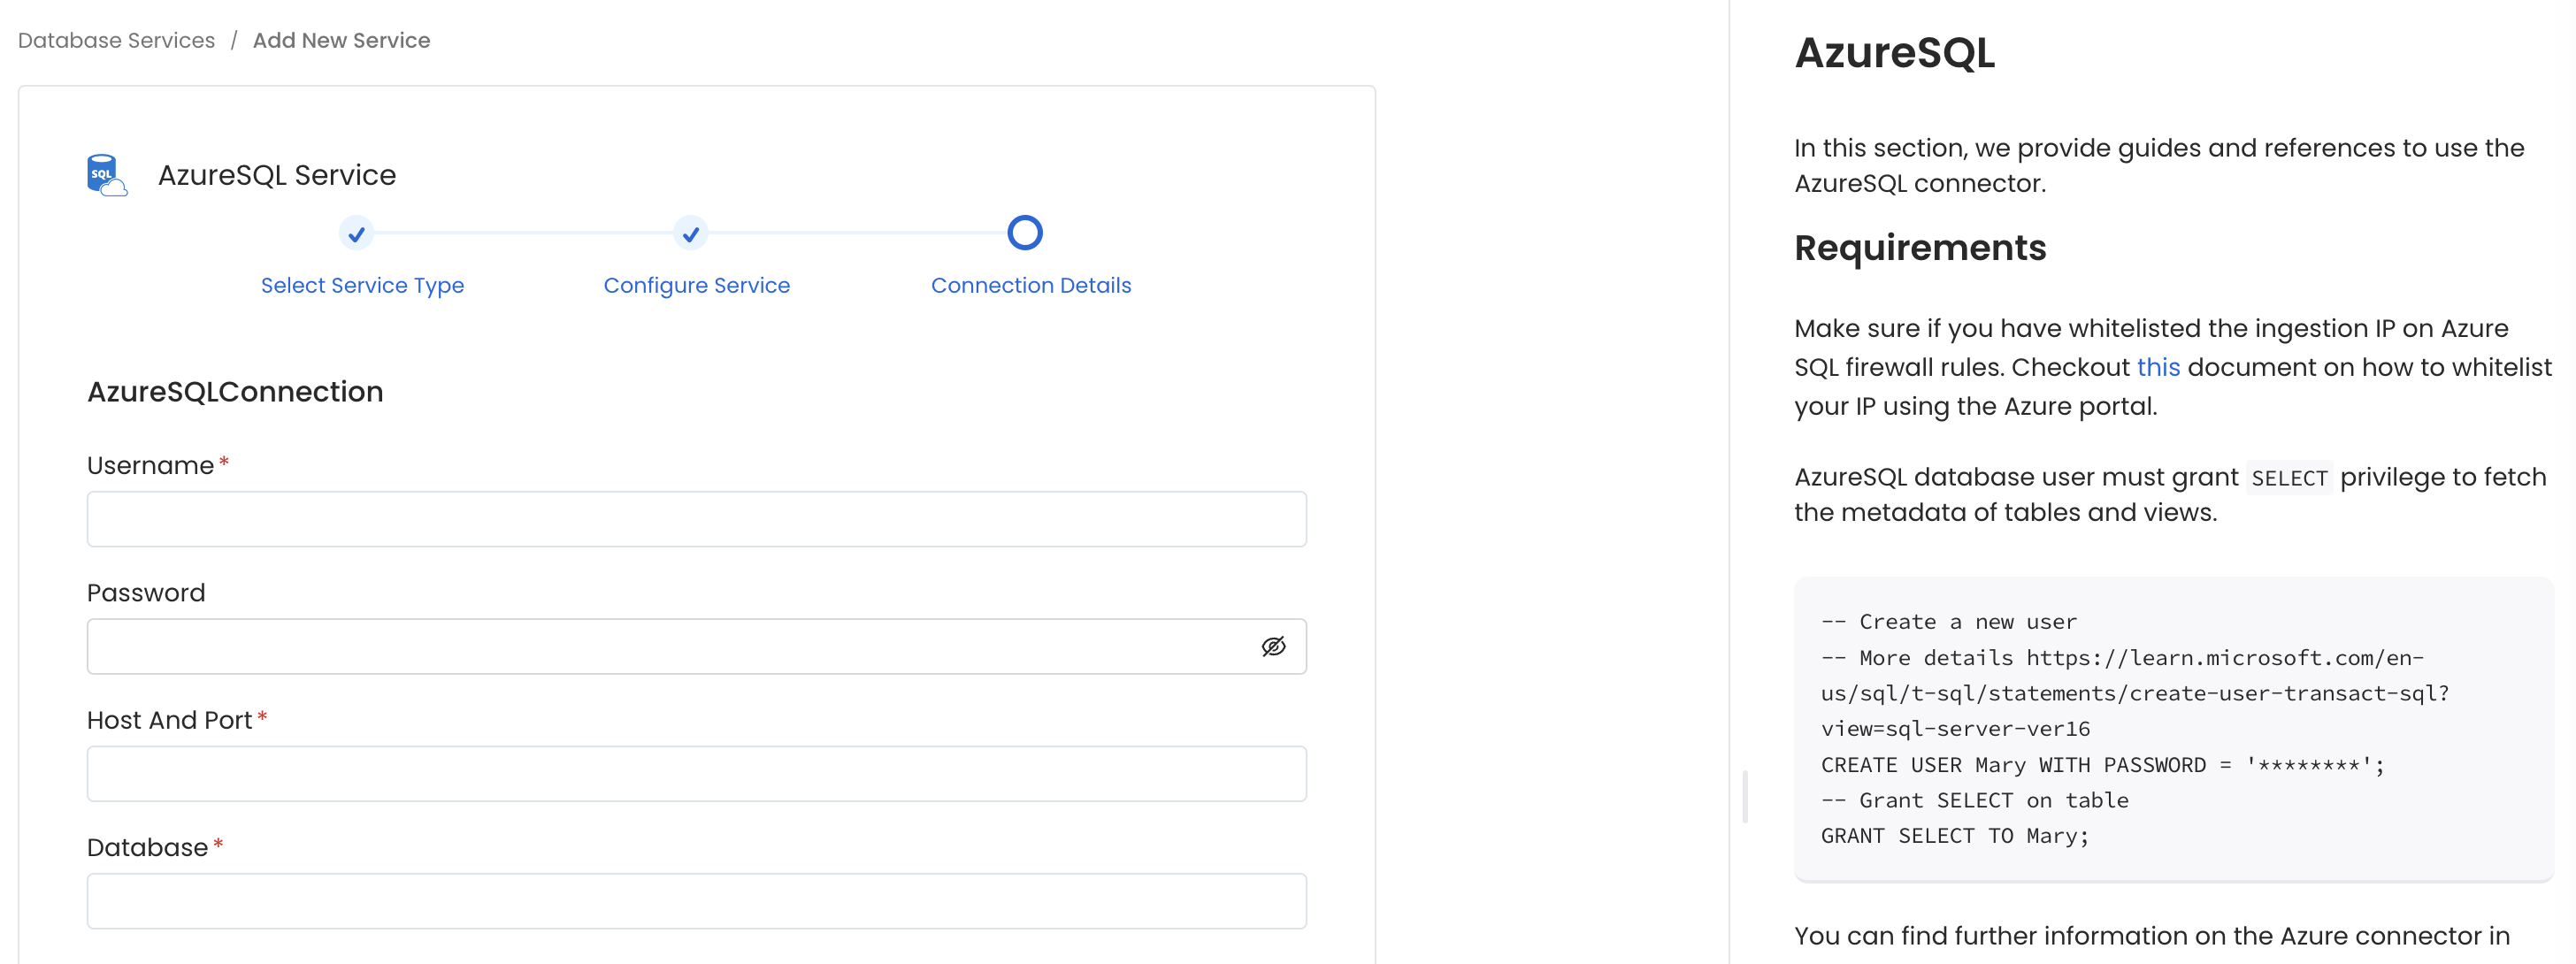 Database Services / Add New Service
SQL
AzureSQL Service
Select Service Type
Configure Service
Connection Details
AzureSQLConnection
Username*
Password
Host And Port*
Database*
AzureSQL
In this section, we provide guides and references to use the
AzureSQL connector.
Requirements
Make sure if you have whitelisted the ingestion IP on Azure
SQL firewall rules. Checkout this document on how to whitelist
your IP using the Azure portal.
AzureSQL database user must grant SELECT privilege to fetch
the metadata of tables and views.
-- Create a new user
-- More details https://learn.microsoft.com/en-
us/sql/t-sql/statements/create-user-transact-sql?
view=sql-server-ver16
CREATE USER Mary WITH PASSWORD = '********';
-- Grant SELECT on table
GRANT SELECT TO Mary;
You can find further information on the Azure connector in